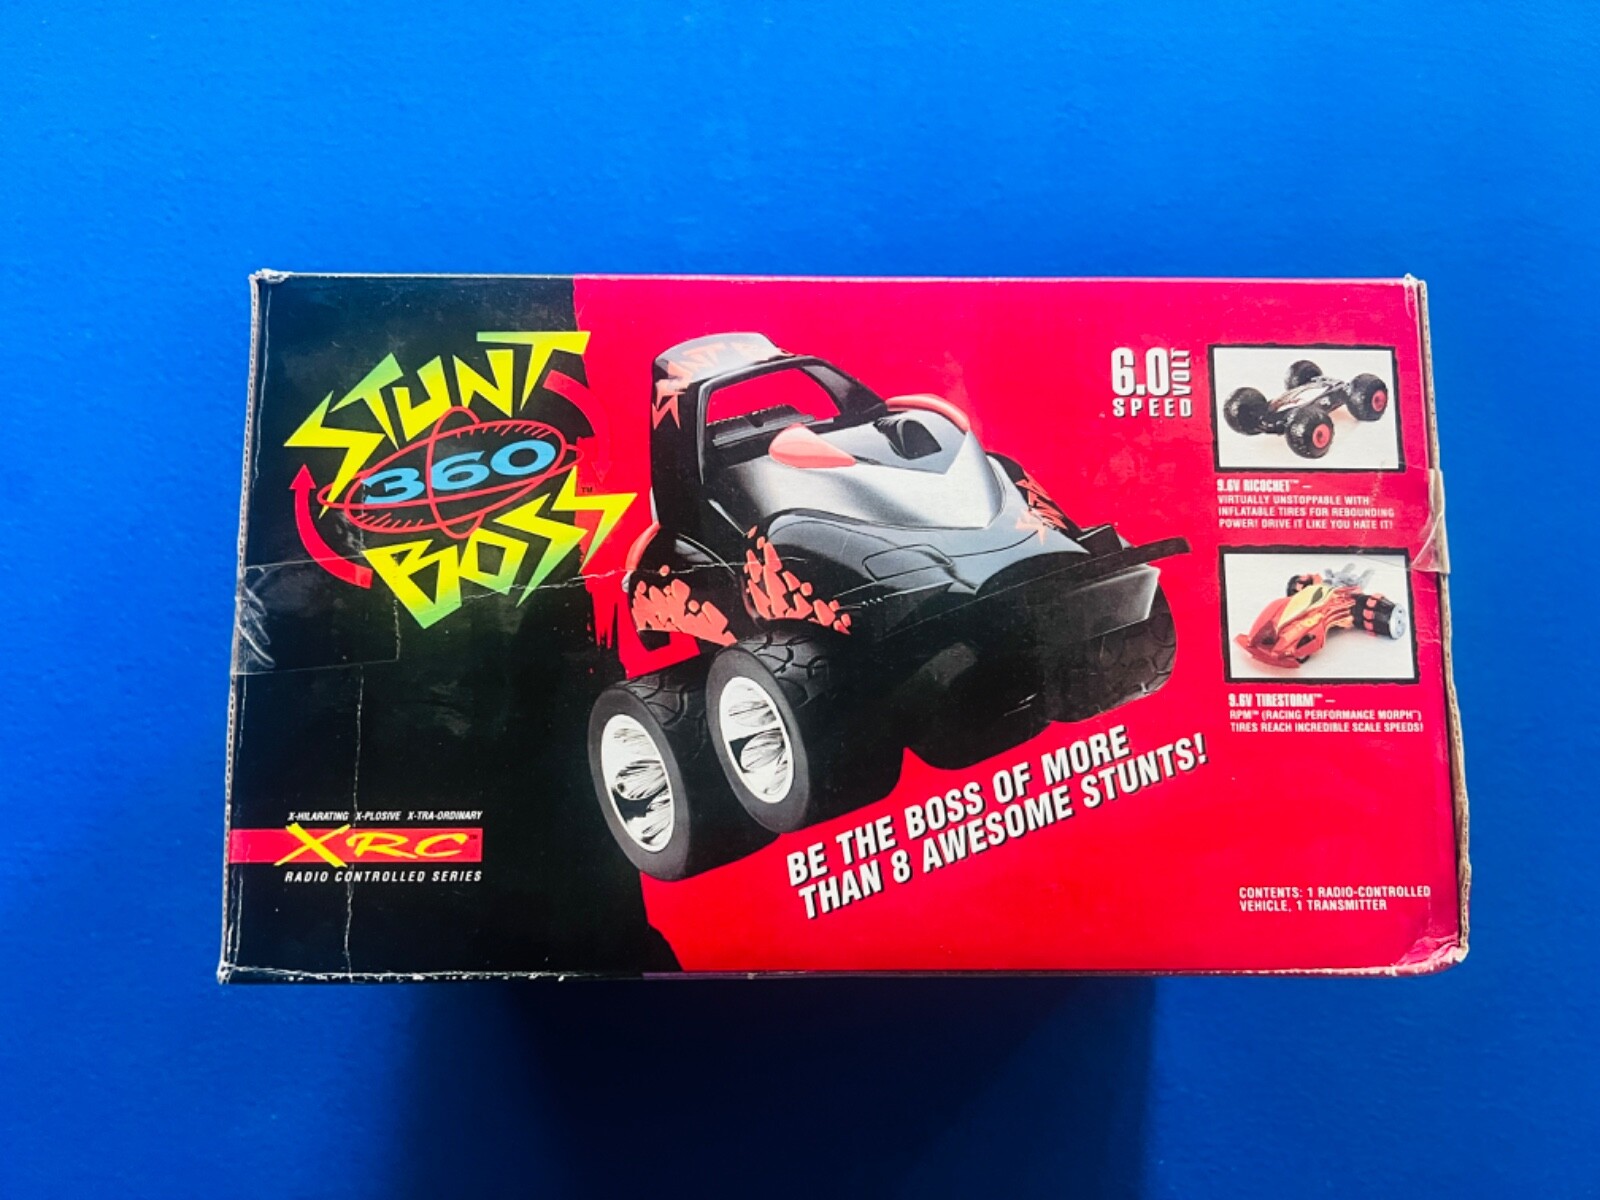 STUNT
360
BOSS™
X-HILARATING X-PLOSIVE X-TRA-ORDINARY
XRC™
RADIO CONTROLLED SERIES
BE THE BOSS OF MORE
THAN 8 AWESOME STUNTS!
6.0 VOLT
SPEED
9.6V RICOCHET™ –
VIRTUALLY UNSTOPPABLE WITH
INFLATABLE TIRES FOR REBOUNDING
POWER! DRIVE IT LIKE YOU HATE IT!
9.6V TIRESTORM™ –
RPM™ (RACING PERFORMANCE MORPH™)
TIRES REACH INCREDIBLE SCALE SPEEDS!
CONTENTS: 1 RADIO-CONTROLLED
VEHICLE, 1 TRANSMITTER